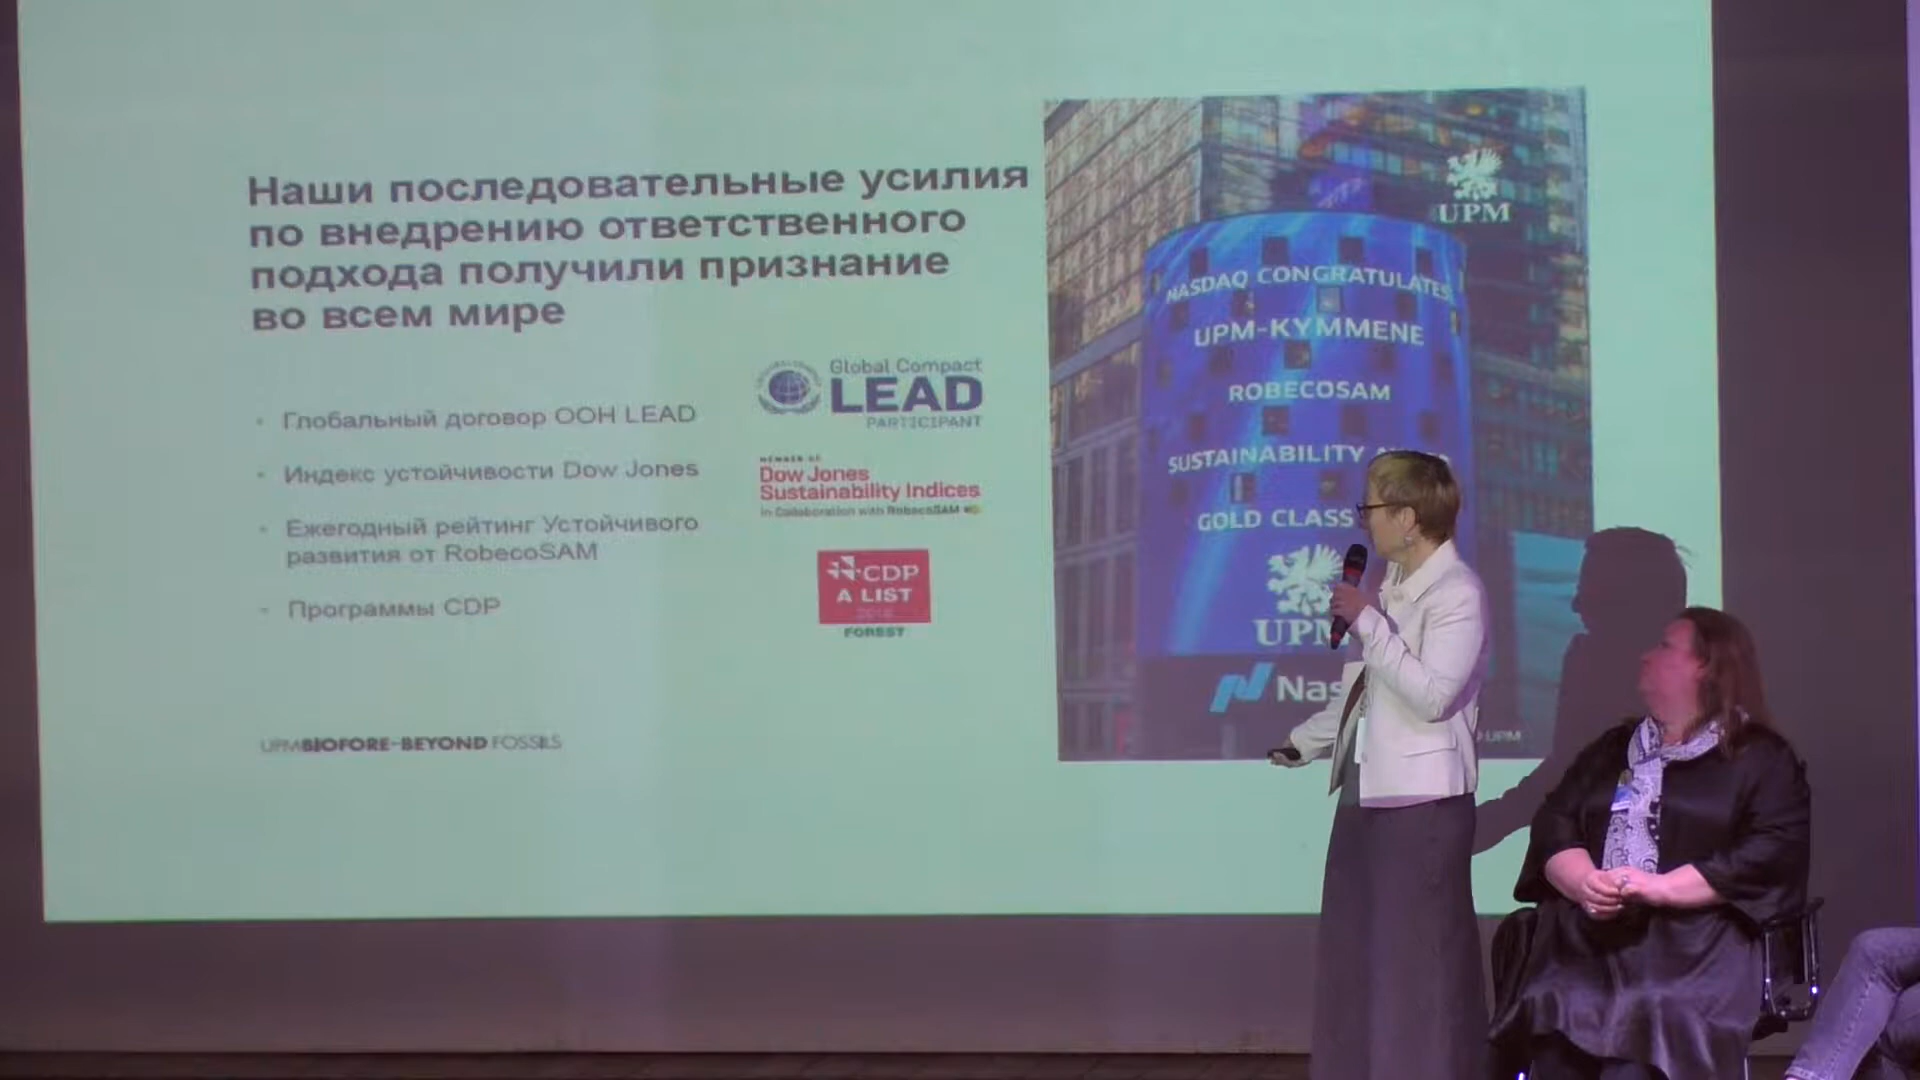 Наши последовательные усилия
по внедрению ответственного
подхода получили признание
во всем мире
Глобальный договор ООН LEAD
Индекс устойчивости Dow Jones
Ежегодный рейтинг Устойчивого
развития от RobecoSAM
Программы CDP
UPM BIOFORE-BEYOND FOSSILS
Global Compact
LEAD
PARTICIPANT
MEMBER OF
Dow Jones
Sustainability Indices
In Collaboration with RobecoSAM
CDP
A LIST
FOREST
UPM
NASDAQ CONGRATULATES
UPM-KYMMENE
ROBECOSAM
SUSTAINABILITY
GOLD CLASS
UPM
Nas
UPM